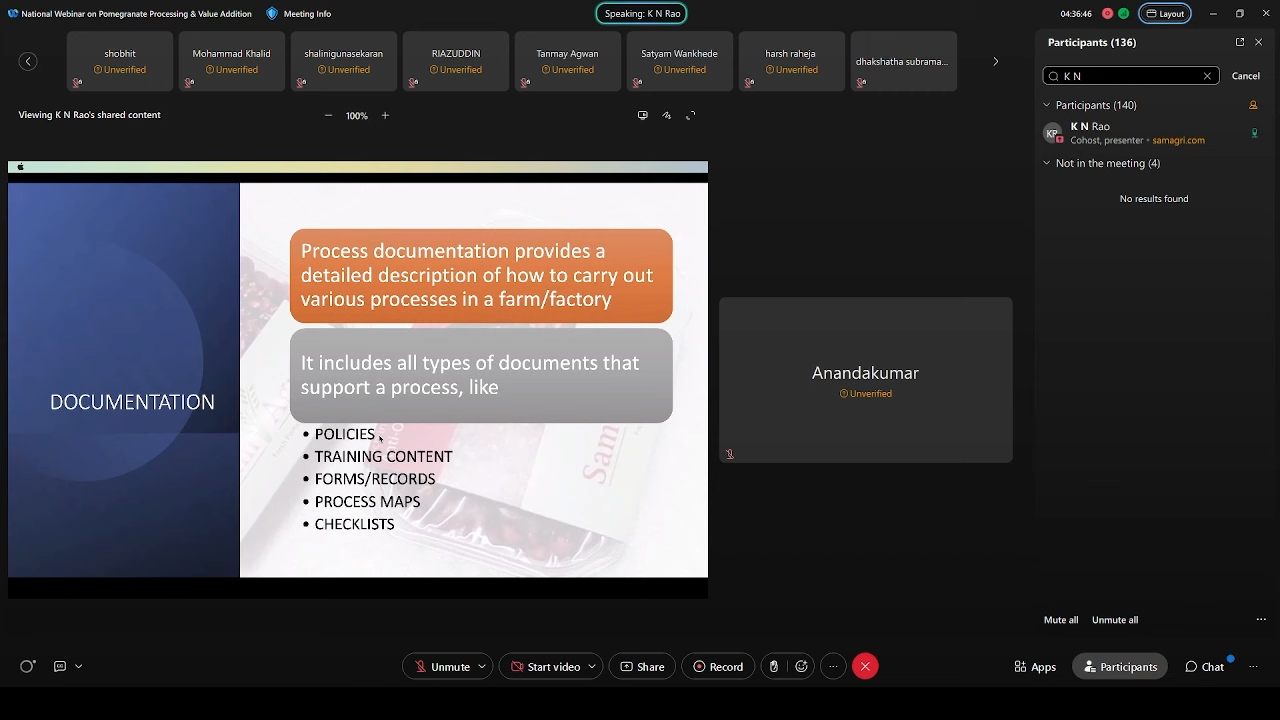 National Webinar on Pomegranate Processing & Value Addition
Meeting Info
Speaking: K N Rao
04:36:46
Layout
shobhit
Unverified
Mohammad Khalid
Unverified
shalinigunasekaran
Unverified
RIAZUDDIN
Unverified
Tanmay Agwan
Unverified
Satyam Wankhede
Unverified
harsh raheja
Unverified
dhakshatha subrama...
Viewing K N Rao's shared content
100%
DOCUMENTATION
Process documentation provides a
detailed description of how to carry out
various processes in a farm/factory
It includes all types of documents that
support a process, like
• POLICIES
• TRAINING CONTENT
• FORMS/RECORDS
• PROCESS MAPS
• CHECKLISTS
Sam
Anandakumar
Unverified
Participants (136)
K N
Cancel
Participants (140)
KP
K N Rao
Cohost, presenter • samagri.com
Not in the meeting (4)
No results found
Mute all
Unmute all
Unmute
Start video
Share
Record
Apps
Participants
Chat